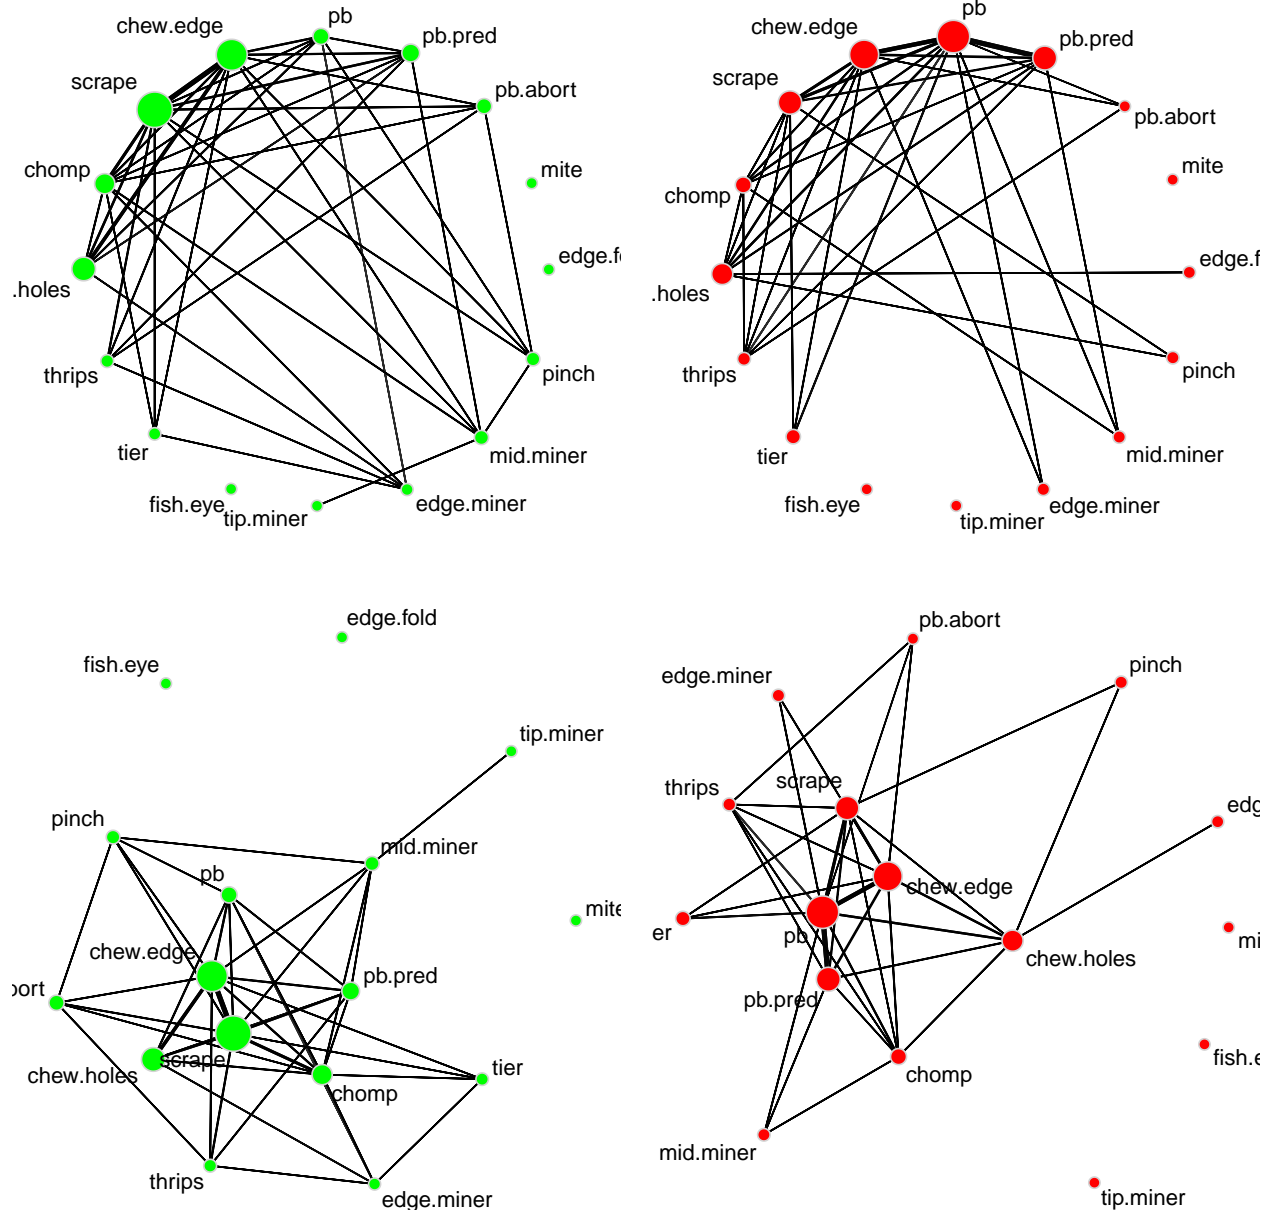 pb
chew.edge
pb.pred
scrape
pb.abort
chomp
mite
edge.f
.holes
thrips
pinch
tier
mid.miner
fish.eye
tip.miner
edge.miner
pb
chew.edge
pb.pred
scrape
pb.abort
chomp
mite
edge.f
.holes
thrips
pinch
tier
mid.miner
fish.eye
tip.miner
edge.miner
edge.fold
fish.eye
tip.miner
pinch
mid.miner
pb
mite
chew.edge
pb.pred
ort
scrape
chew.holes
tier
chomp
thrips
edge.miner
pb.abort
edge.miner
pinch
scrape
thrips
edg
chew.edge
er
pb
mi
chew.holes
pb.pred
fish.e
chomp
mid.miner
tip.miner